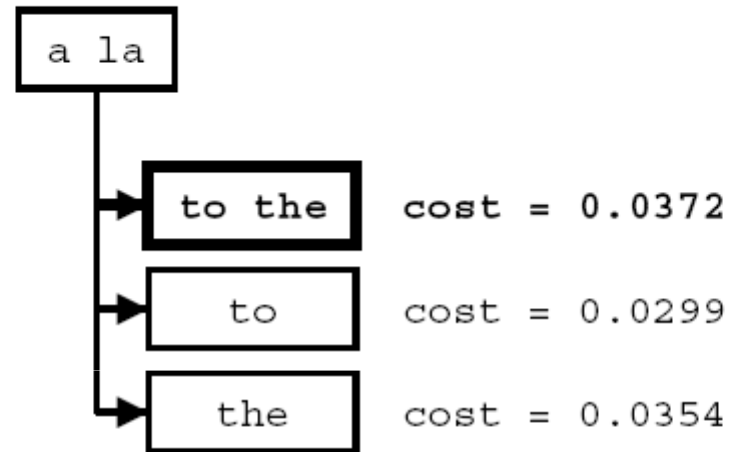 a la
to the cost = 0.0372
to cost = 0.0299
the cost = 0.0354